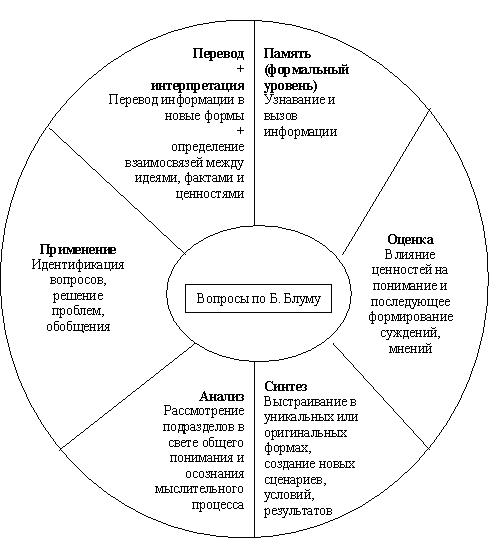 Перевод
+
интерпретация
Перевод информации в
новые формы
+
определение
взаимосвязей между
идеями, фактами и
ценностями
Память
(формальный
уровень)
Узнавание и
вызов
информации
Применение
Идентификация
вопросов,
решение
проблем,
обобщения
Оценка
Влияние
ценностей на
понимание и
последующее
формирование
суждений,
мнений
Вопросы по Б. Блуму
Анализ
Рассмотрение
подразделов в
свете общего
понимания и
осознания
мыслительного
процесса
Синтез
Выстраивание в
уникальных или
оригинальных
формах,
создание новых
сценариев,
условий,
результатов